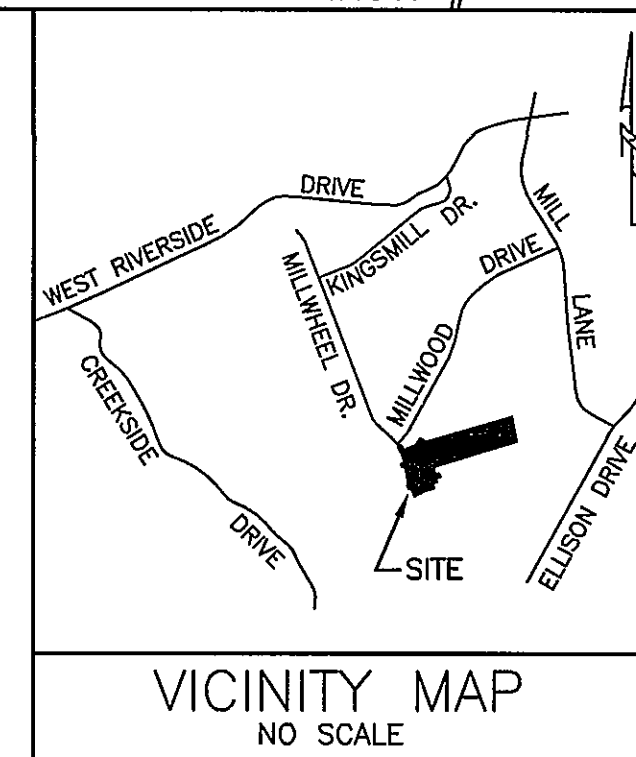 WEST RIVERSIDE DRIVE
KINGSMILL DR.
MILLWHEEL DR.
MILLWOOD DRIVE
MILL LANE
CREEKSIDE DRIVE
ELLISON DRIVE
SITE
N
VICINITY MAP
NO SCALE